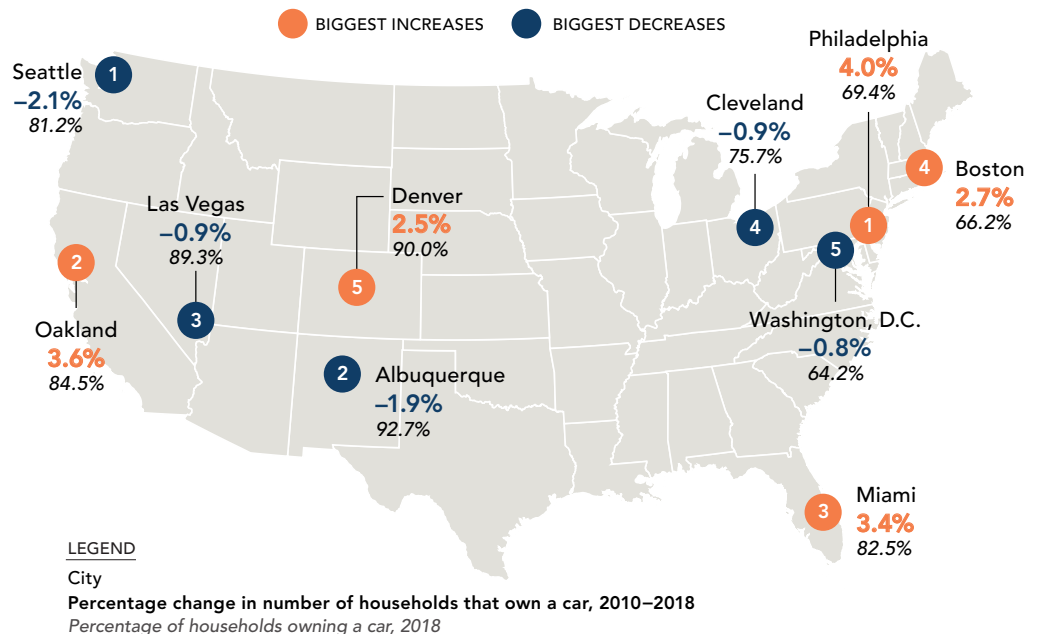 BIGGEST INCREASES
BIGGEST DECREASES
1
Seattle
–2.1%
81.2%
Philadelphia
4.0%
69.4%
1
Cleveland
–0.9%
75.7%
4
4
Boston
2.7%
66.2%
Las Vegas
–0.9%
89.3%
3
Denver
2.5%
90.0%
5
5
Washington, D.C.
–0.8%
64.2%
2
Oakland
3.6%
84.5%
2
Albuquerque
–1.9%
92.7%
3
Miami
3.4%
82.5%
LEGEND
City
Percentage change in number of households that own a car, 2010–2018
Percentage of households owning a car, 2018